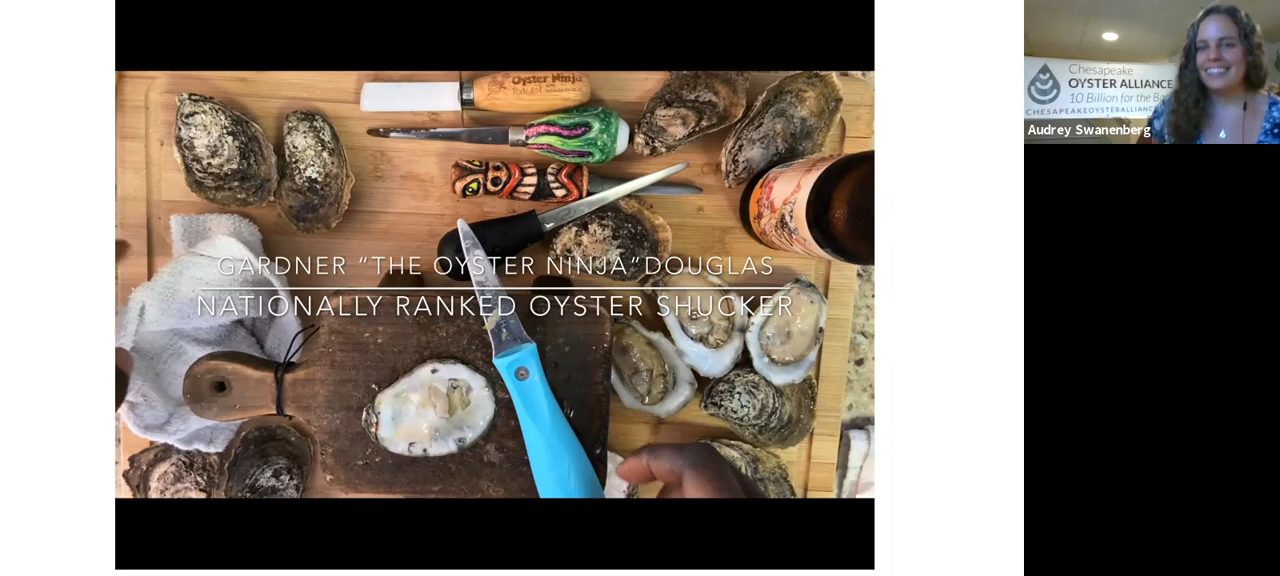 Oyster Ninja
Podcast
GARDNER “THE OYSTER NINJA“DOUGLAS
NATIONALLY RANKED OYSTER SHUCKER
Chesapeake
OYSTER ALLIANCE
10 Billion for the B
CHESAPEAKEOYSTERALLIANCE
Audrey Swanenberg